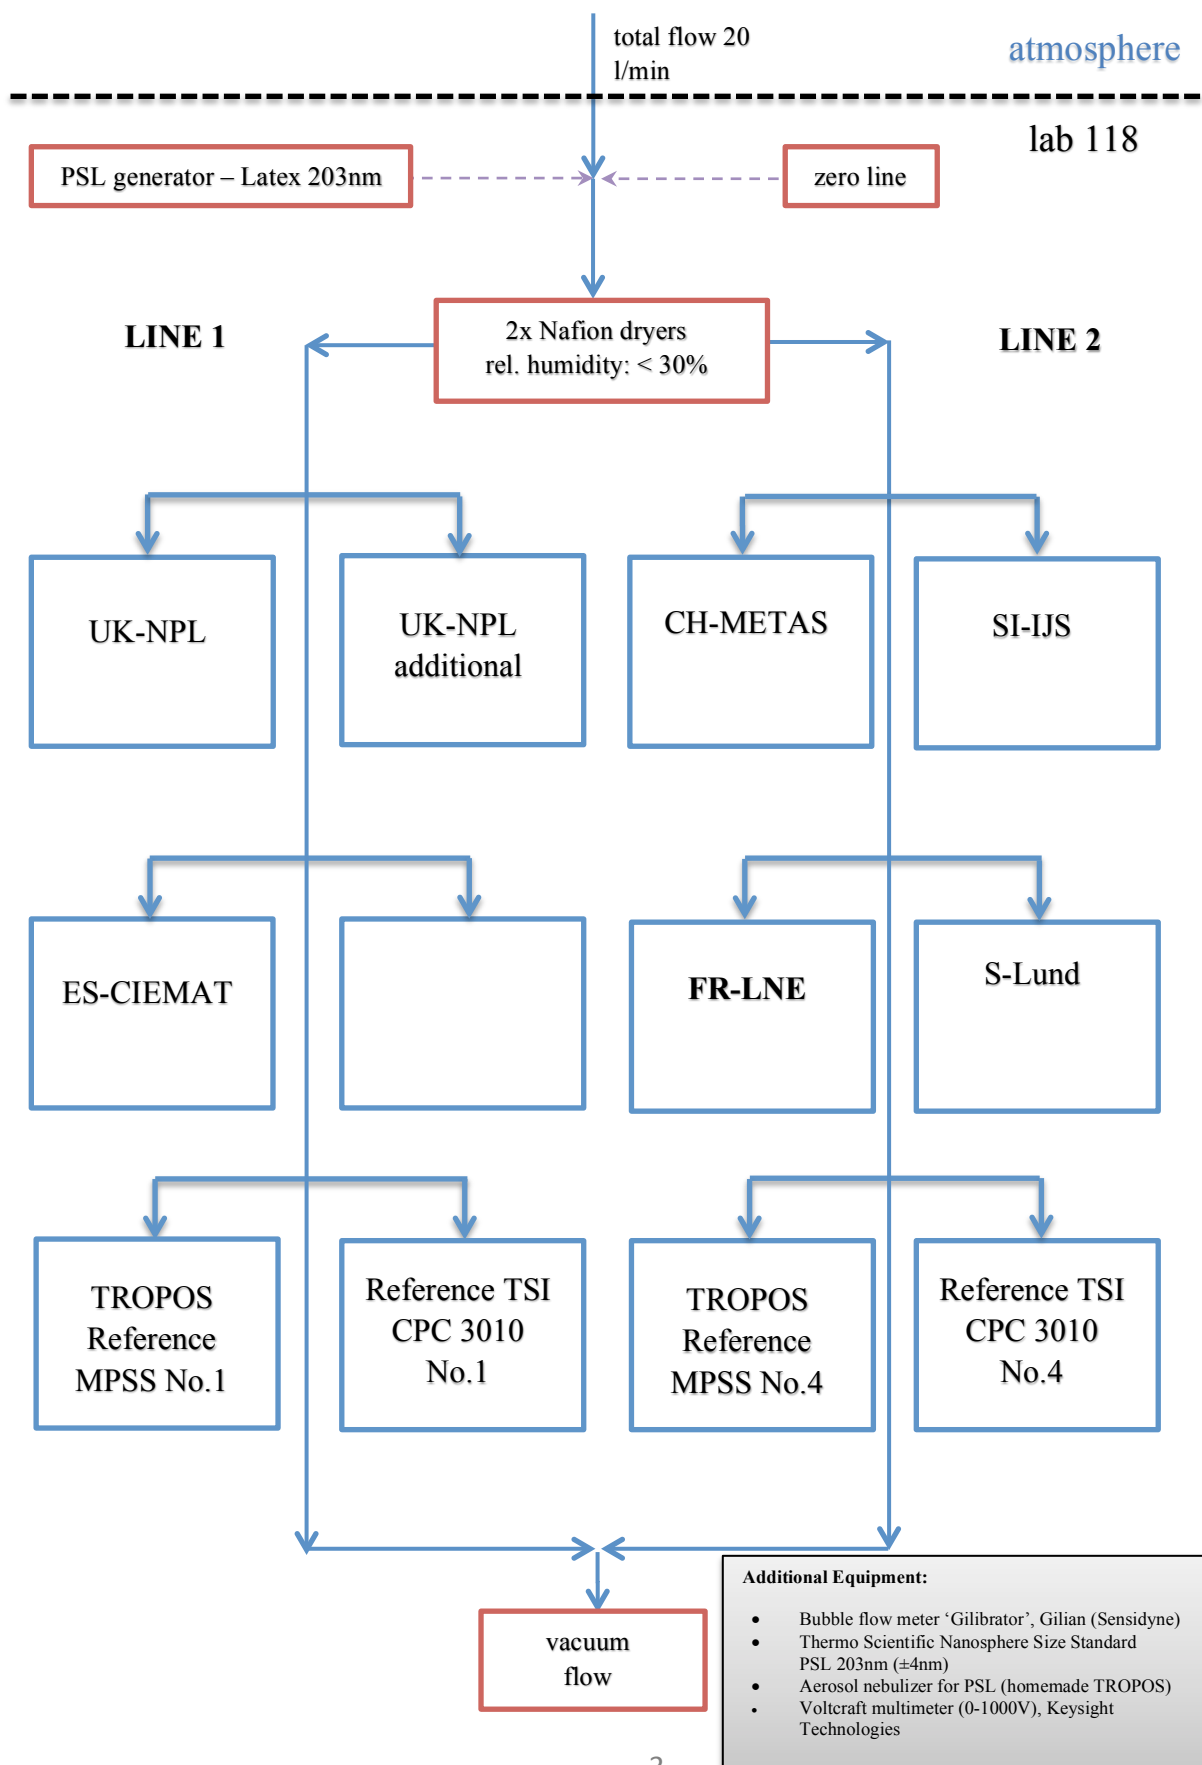 total flow 20
l/min
atmosphere
lab 118
PSL generator – Latex 203nm
zero line
LINE 1
2x Nafion dryers
rel. humidity: < 30%
LINE 2
UK-NPL
UK-NPL
additional
CH-METAS
SI-IJS
ES-CIEMAT
FR-LNE
S-Lund
TROPOS
Reference
MPSS No.1
Reference TSI
CPC 3010
No.1
TROPOS
Reference
MPSS No.4
Reference TSI
CPC 3010
No.4
vacuum
flow
Additional Equipment:
• Bubble flow meter ‘Gilibrator’, Gilian (Sensidyne)
• Thermo Scientific Nanosphere Size Standard
PSL 203nm (±4nm)
• Aerosol nebulizer for PSL (homemade TROPOS)
• Voltcraft multimeter (0-1000V), Keysight
Technologies